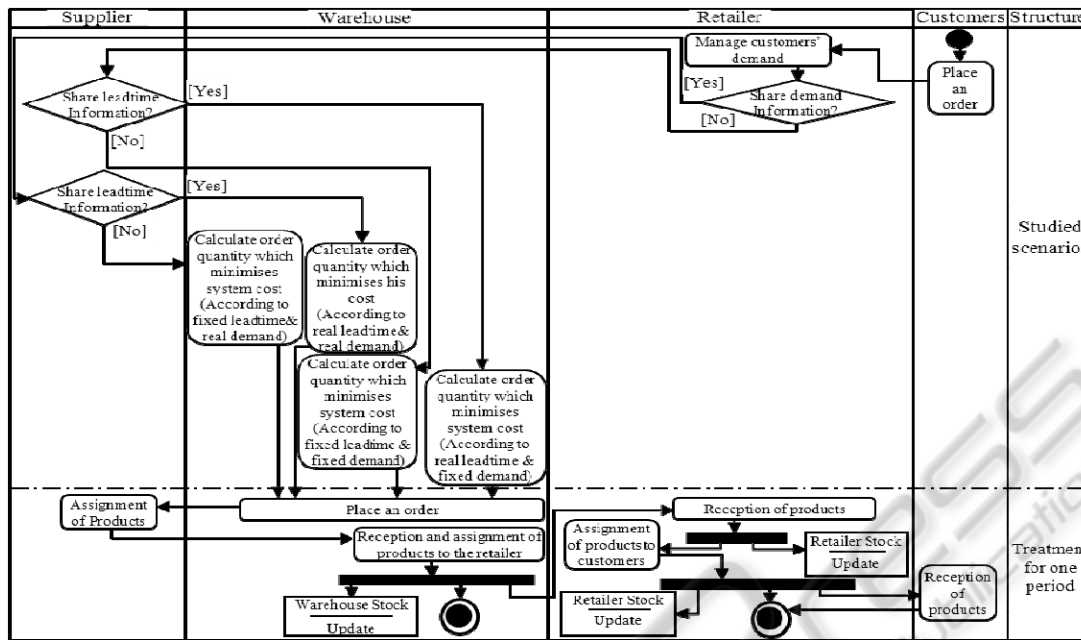 Supplier
Warehouse
Retailer
Customers
Structure
Manage customers'
demand
Place
an
order
Share demand
Information?
[Yes]
[No]
Share leadtime
Information?
[Yes]
[No]
Share leadtime
Information?
[Yes]
[No]
Calculate order
quantity which
minimises
system cost
(According to
fixed leadtime&
real demand)
Calculate order
quantity which
minimises his
cost
(According to
real leadtime&
real demand)
Calculate order
quantity which
minimises
system cost
(According to
fixed leadtime &
fixed demand)
Calculate order
quantity which
minimises
system cost
(According to
real leadtime &
fixed demand)
Studied
scenario
Assignment
of Products
Place an order
Reception and assignment of
products to the retailer
Warehouse Stock
Update
Reception of products
Assignment
of products to
customers
Retailer Stock
Update
Retailer Stock
Update
Reception
of
products
Treatment
for one
period